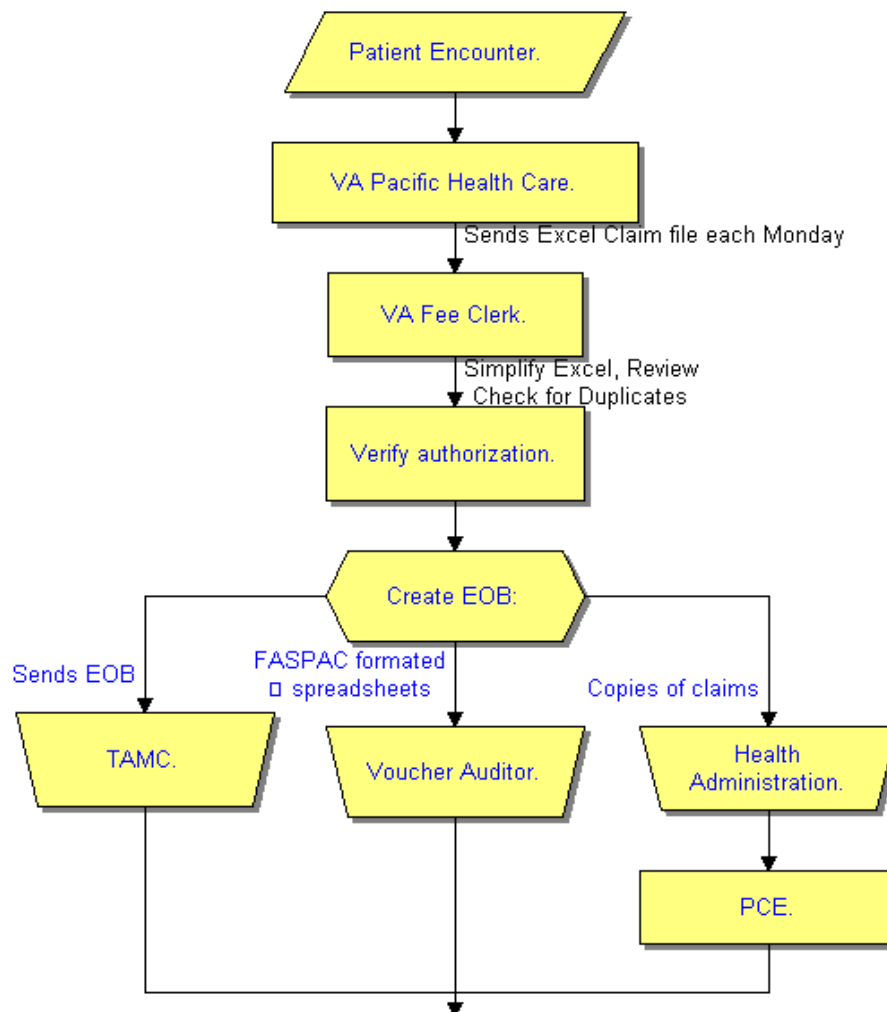 Patient Encounter.
VA Pacific Health Care.
Sends Excel Claim file each Monday
VA Fee Clerk.
Simplify Excel, Review
Check for Duplicates
Verify authorization.
Create EOB:
Sends EOB
FASPAC formated
▯ spreadsheets
Copies of claims
TAMC.
Voucher Auditor.
Health
Administration.
PCE.